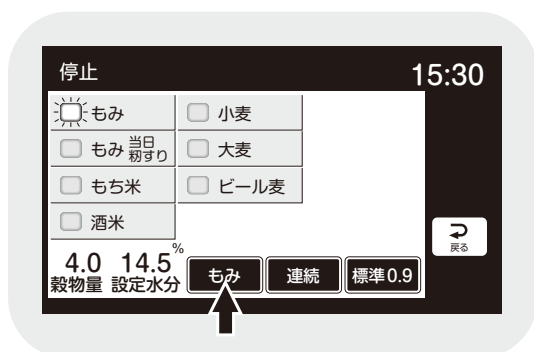 停止 15:30
もみ 小麦
もみ 当日籾すり 大麦
もち米 ビール麦
酒米
戻る
4.0 14.5%
穀物量 設定水分 もみ 連続 標準0.9